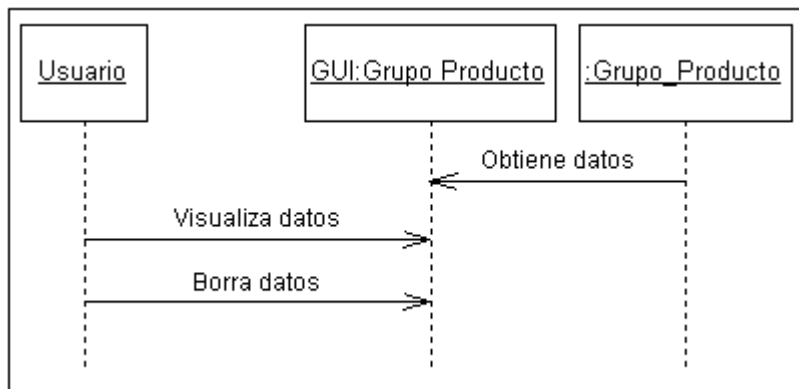 Usuario
GUI:Grupo Producto
:Grupo_Producto
Obtiene datos
Visualiza datos
Borra datos